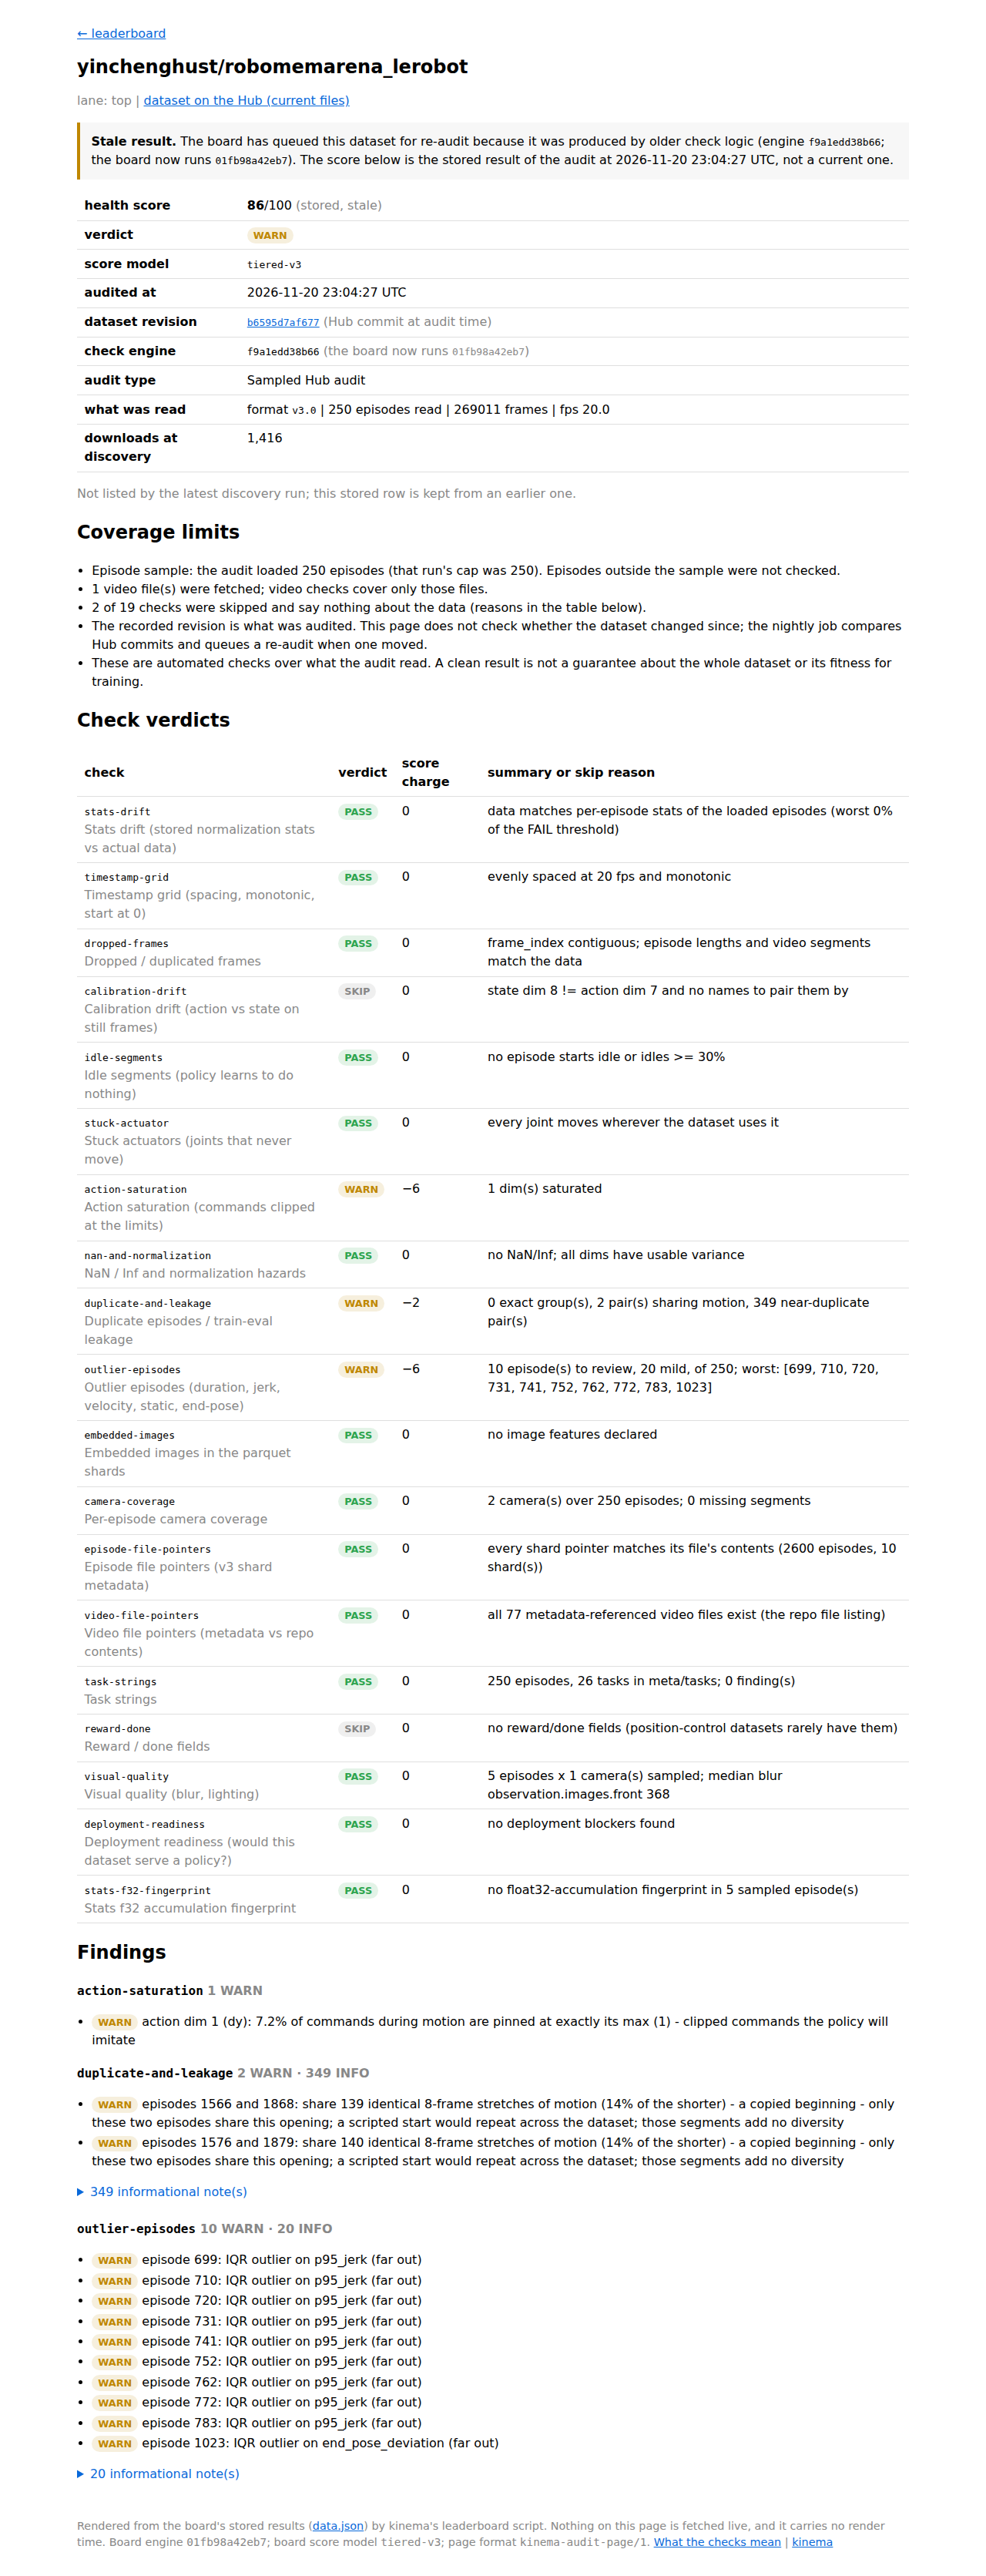 ← leaderboard
yinchenghust/robomemarena_lerobot
lane: top | dataset on the Hub (current files)
Stale result. The board has queued this dataset for re-audit because it was produced by older check logic (engine f9a1edd38b66;
the board now runs 01fb98a42eb7). The score below is the stored result of the audit at 2026-11-20 23:04:27 UTC, not a current one.
health score 86/100 (stored, stale)
verdict WARN
score model tiered-v3
audited at 2026-11-20 23:04:27 UTC
dataset revision b6595d7af677 (Hub commit at audit time)
check engine f9a1edd38b66 (the board now runs 01fb98a42eb7)
audit type Sampled Hub audit
what was read format v3.0 | 250 episodes read | 269011 frames | fps 20.0
downloads at 1,416
discovery
Not listed by the latest discovery run; this stored row is kept from an earlier one.
Coverage limits
• Episode sample: the audit loaded 250 episodes (that run's cap was 250). Episodes outside the sample were not checked.
• 1 video file(s) were fetched; video checks cover only those files.
• 2 of 19 checks were skipped and say nothing about the data (reasons in the table below).
• The recorded revision is what was audited. This page does not check whether the dataset changed since; the nightly job compares
Hub commits and queues a re-audit when one moved.
• These are automated checks over what the audit read. A clean result is not a guarantee about the whole dataset or its fitness for
training.
Check verdicts
check verdict score charge summary or skip reason
stats-drift PASS 0 data matches per-episode stats of the loaded episodes (worst 0%
Stats drift (stored normalization stats of the FAIL threshold)
vs actual data)
timestamp-grid PASS 0 evenly spaced at 20 fps and monotonic
Timestamp grid (spacing, monotonic,
start at 0)
dropped-frames PASS 0 frame_index contiguous; episode lengths and video segments
Dropped / duplicated frames match the data
calibration-drift SKIP 0 state dim 8 != action dim 7 and no names to pair them by
Calibration drift (action vs state on
still frames)
idle-segments PASS 0 no episode starts idle or idles >= 30%
Idle segments (policy learns to do
nothing)
stuck-actuator PASS 0 every joint moves wherever the dataset uses it
Stuck actuators (joints that never
move)
action-saturation WARN −6 1 dim(s) saturated
Action saturation (commands clipped
at the limits)
nan-and-normalization PASS 0 no NaN/Inf; all dims have usable variance
NaN / Inf and normalization hazards
duplicate-and-leakage WARN −2 0 exact group(s), 2 pair(s) sharing motion, 349 near-duplicate
Duplicate episodes / train-eval pair(s)
leakage
outlier-episodes WARN −6 10 episode(s) to review, 20 mild, of 250; worst: [699, 710, 720,
Outlier episodes (duration, jerk, 731, 741, 752, 762, 772, 783, 1023]
velocity, static, end-pose)
embedded-images PASS 0 no image features declared
Embedded images in the parquet
shards
camera-coverage PASS 0 2 camera(s) over 250 episodes; 0 missing segments
Per-episode camera coverage
episode-file-pointers PASS 0 every shard pointer matches its file's contents (2600 episodes, 10
Episode file pointers (v3 shard shard(s))
metadata)
video-file-pointers PASS 0 all 77 metadata-referenced video files exist (the repo file listing)
Video file pointers (metadata vs repo
contents)
task-strings PASS 0 250 episodes, 26 tasks in meta/tasks; 0 finding(s)
Task strings
reward-done SKIP 0 no reward/done fields (position-control datasets rarely have them)
Reward / done fields
visual-quality PASS 0 5 episodes x 1 camera(s) sampled; median blur
Visual quality (blur, lighting) observation.images.front 368
deployment-readiness PASS 0 no deployment blockers found
Deployment readiness (would this
dataset serve a policy?)
stats-f32-fingerprint PASS 0 no float32-accumulation fingerprint in 5 sampled episode(s)
Stats f32 accumulation fingerprint
Findings
action-saturation 1 WARN
• WARN action dim 1 (dy): 7.2% of commands during motion are pinned at exactly its max (1) - clipped commands the policy will
imitate
duplicate-and-leakage 2 WARN · 349 INFO
• WARN episodes 1566 and 1868: share 139 identical 8-frame stretches of motion (14% of the shorter) - a copied beginning - only
these two episodes share this opening; a scripted start would repeat across the dataset; those segments add no diversity
• WARN episodes 1576 and 1879: share 140 identical 8-frame stretches of motion (14% of the shorter) - a copied beginning - only
these two episodes share this opening; a scripted start would repeat across the dataset; those segments add no diversity
▶ 349 informational note(s)
outlier-episodes 10 WARN · 20 INFO
• WARN episode 699: IQR outlier on p95_jerk (far out)
• WARN episode 710: IQR outlier on p95_jerk (far out)
• WARN episode 720: IQR outlier on p95_jerk (far out)
• WARN episode 731: IQR outlier on p95_jerk (far out)
• WARN episode 741: IQR outlier on p95_jerk (far out)
• WARN episode 752: IQR outlier on p95_jerk (far out)
• WARN episode 762: IQR outlier on p95_jerk (far out)
• WARN episode 772: IQR outlier on p95_jerk (far out)
• WARN episode 783: IQR outlier on p95_jerk (far out)
• WARN episode 1023: IQR outlier on end_pose_deviation (far out)
▶ 20 informational note(s)
Rendered from the board's stored results (data.json) by kinema's leaderboard script. Nothing on this page is fetched live, and it carries no render
time. Board engine 01fb98a42eb7; board score model tiered-v3; page format kinema-audit-page/1. What the checks mean | kinema